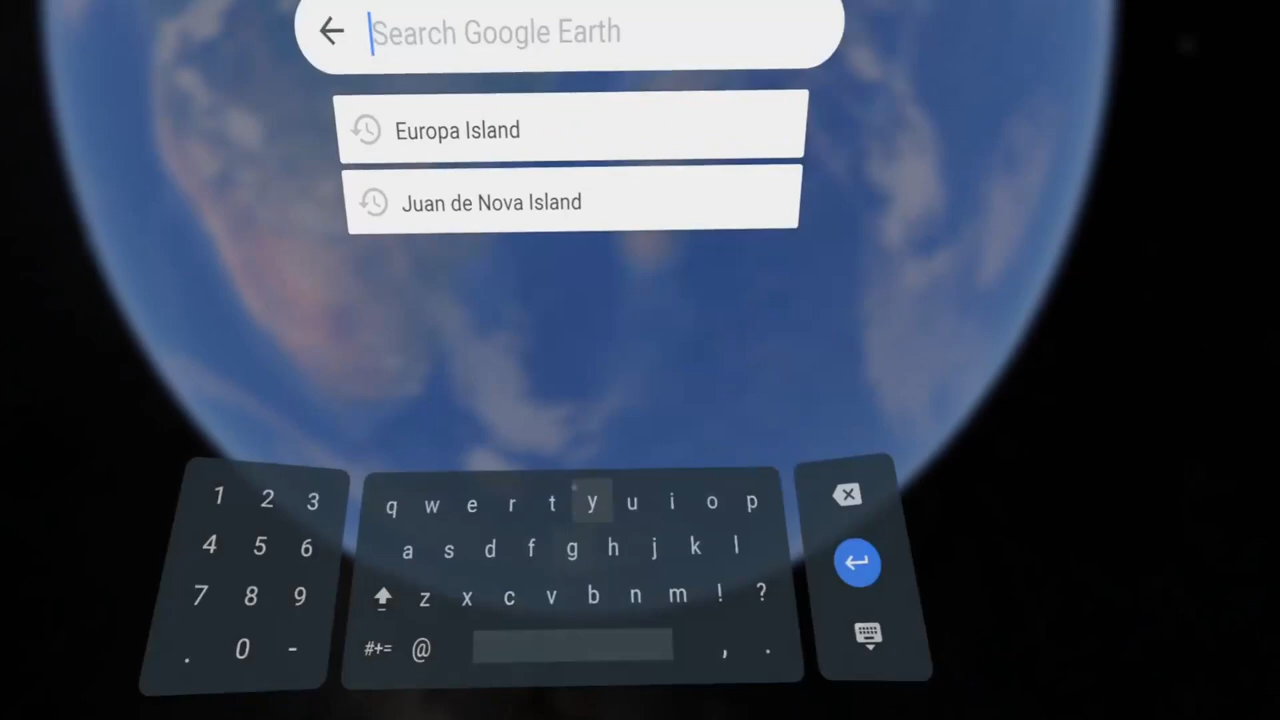 Search Google Earth
Europa Island
Juan de Nova Island
1 2 3
4 5 6
7 8 9
. 0 -
q w e r t y u i o p
a s d f g h j k l
z x c v b n m ! ?
#+= @ , .